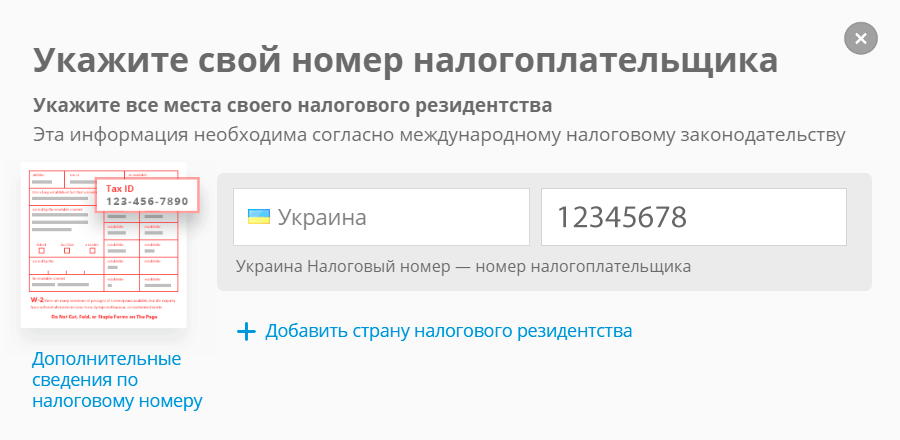 Укажите свой номер налогоплательщика
Укажите все места своего налогового резидентства
Эта информация необходима согласно международному налоговому законодательству
Tax ID
123-456-7890
Украина
12345678
Украина Налоговый номер — номер налогоплательщика
W-2
Do Not Cut, Fold, or Staple Forms on The Page
Добавить страну налогового резидентства
Дополнительные
сведения по
налоговому номеру